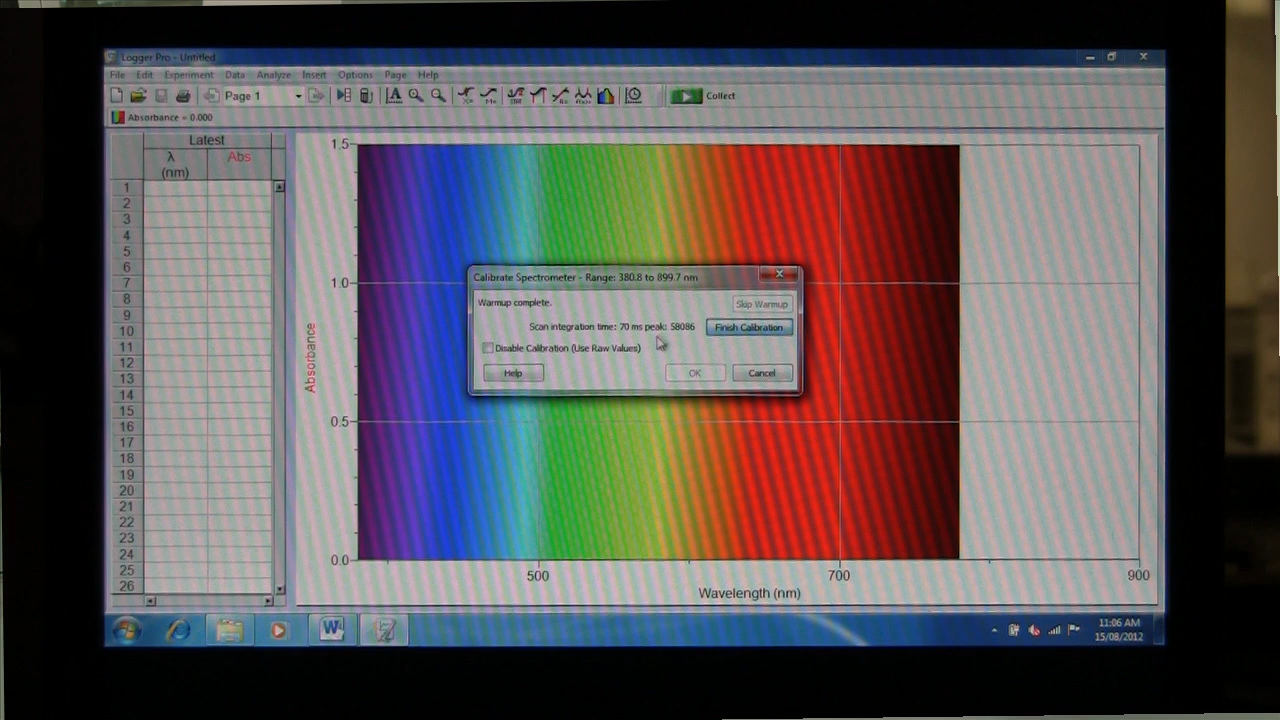 Logger Pro - Untitled
File Edit Experiment Data Analyze Insert Options Page Help
Page 1
Collect
Absorbance = 0.000
Latest
λ Abs
(nm)
1
2
3
4
5
6
7
8
9
10
11
12
13
14
15
16
17
18
19
20
21
22
23
24
25
26
Absorbance
1.5
1.0
0.5
0.0
Calibrate Spectrometer - Range: 380.8 to 899.7 nm
Warmup complete.
Skip Warmup
Scan integration time: 70 ms peak: 58086
Finish Calibration
Disable Calibration (Use Raw Values)
Help OK Cancel
500 700 900
Wavelength (nm)
W
11:06 AM
15/08/2012